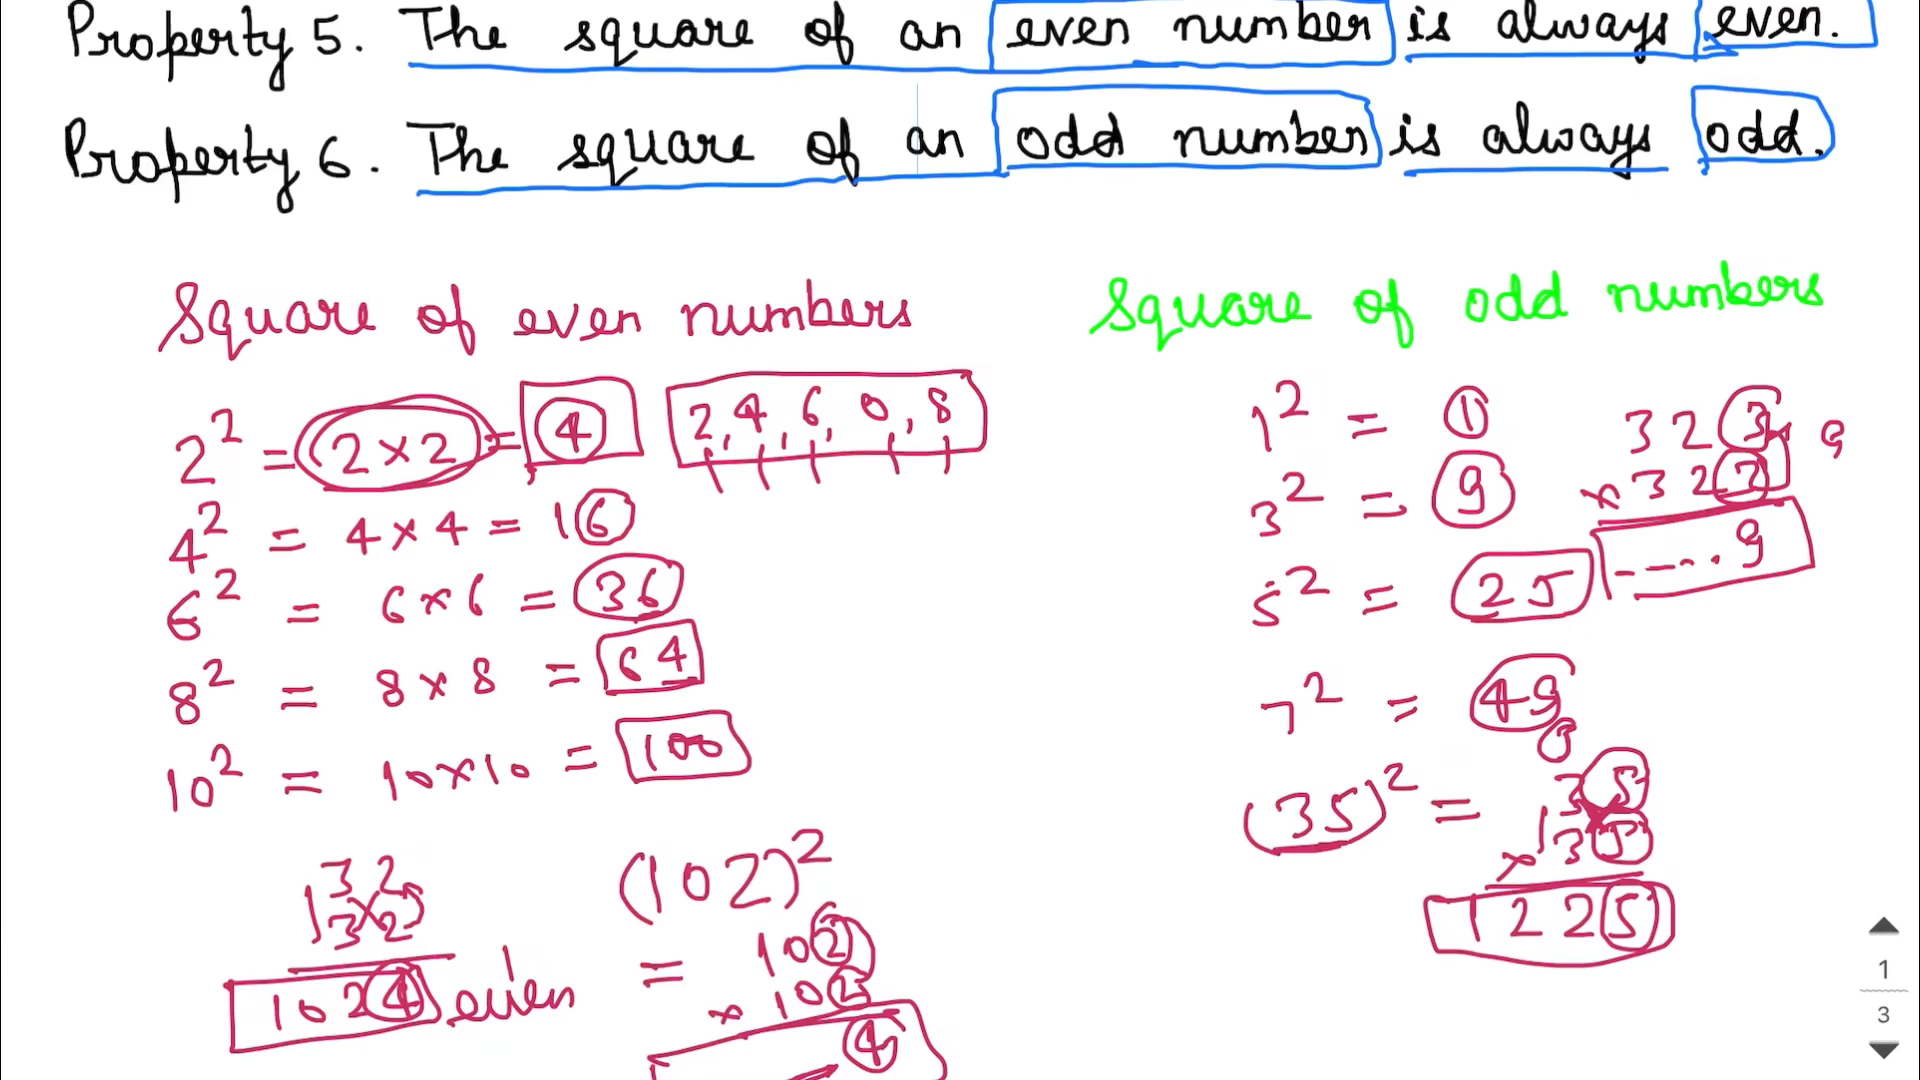 Property 5. The square of an even number is always even.
Property 6. The square of an odd number is always odd.
Square of even numbers
2² = 2×2 = 4
2, 4, 6, 0, 8
4² = 4×4 = 16
6² = 6×6 = 36
8² = 8×8 = 64
10² = 10×10 = 100
32
×32
1024 even
(102)²
= 102
×102
4
Square of odd numbers
1² = 1
3² = 9
5² = 25
7² = 49
323 9
×323
-----.9
(35)² = 35
×35
1225
1
3